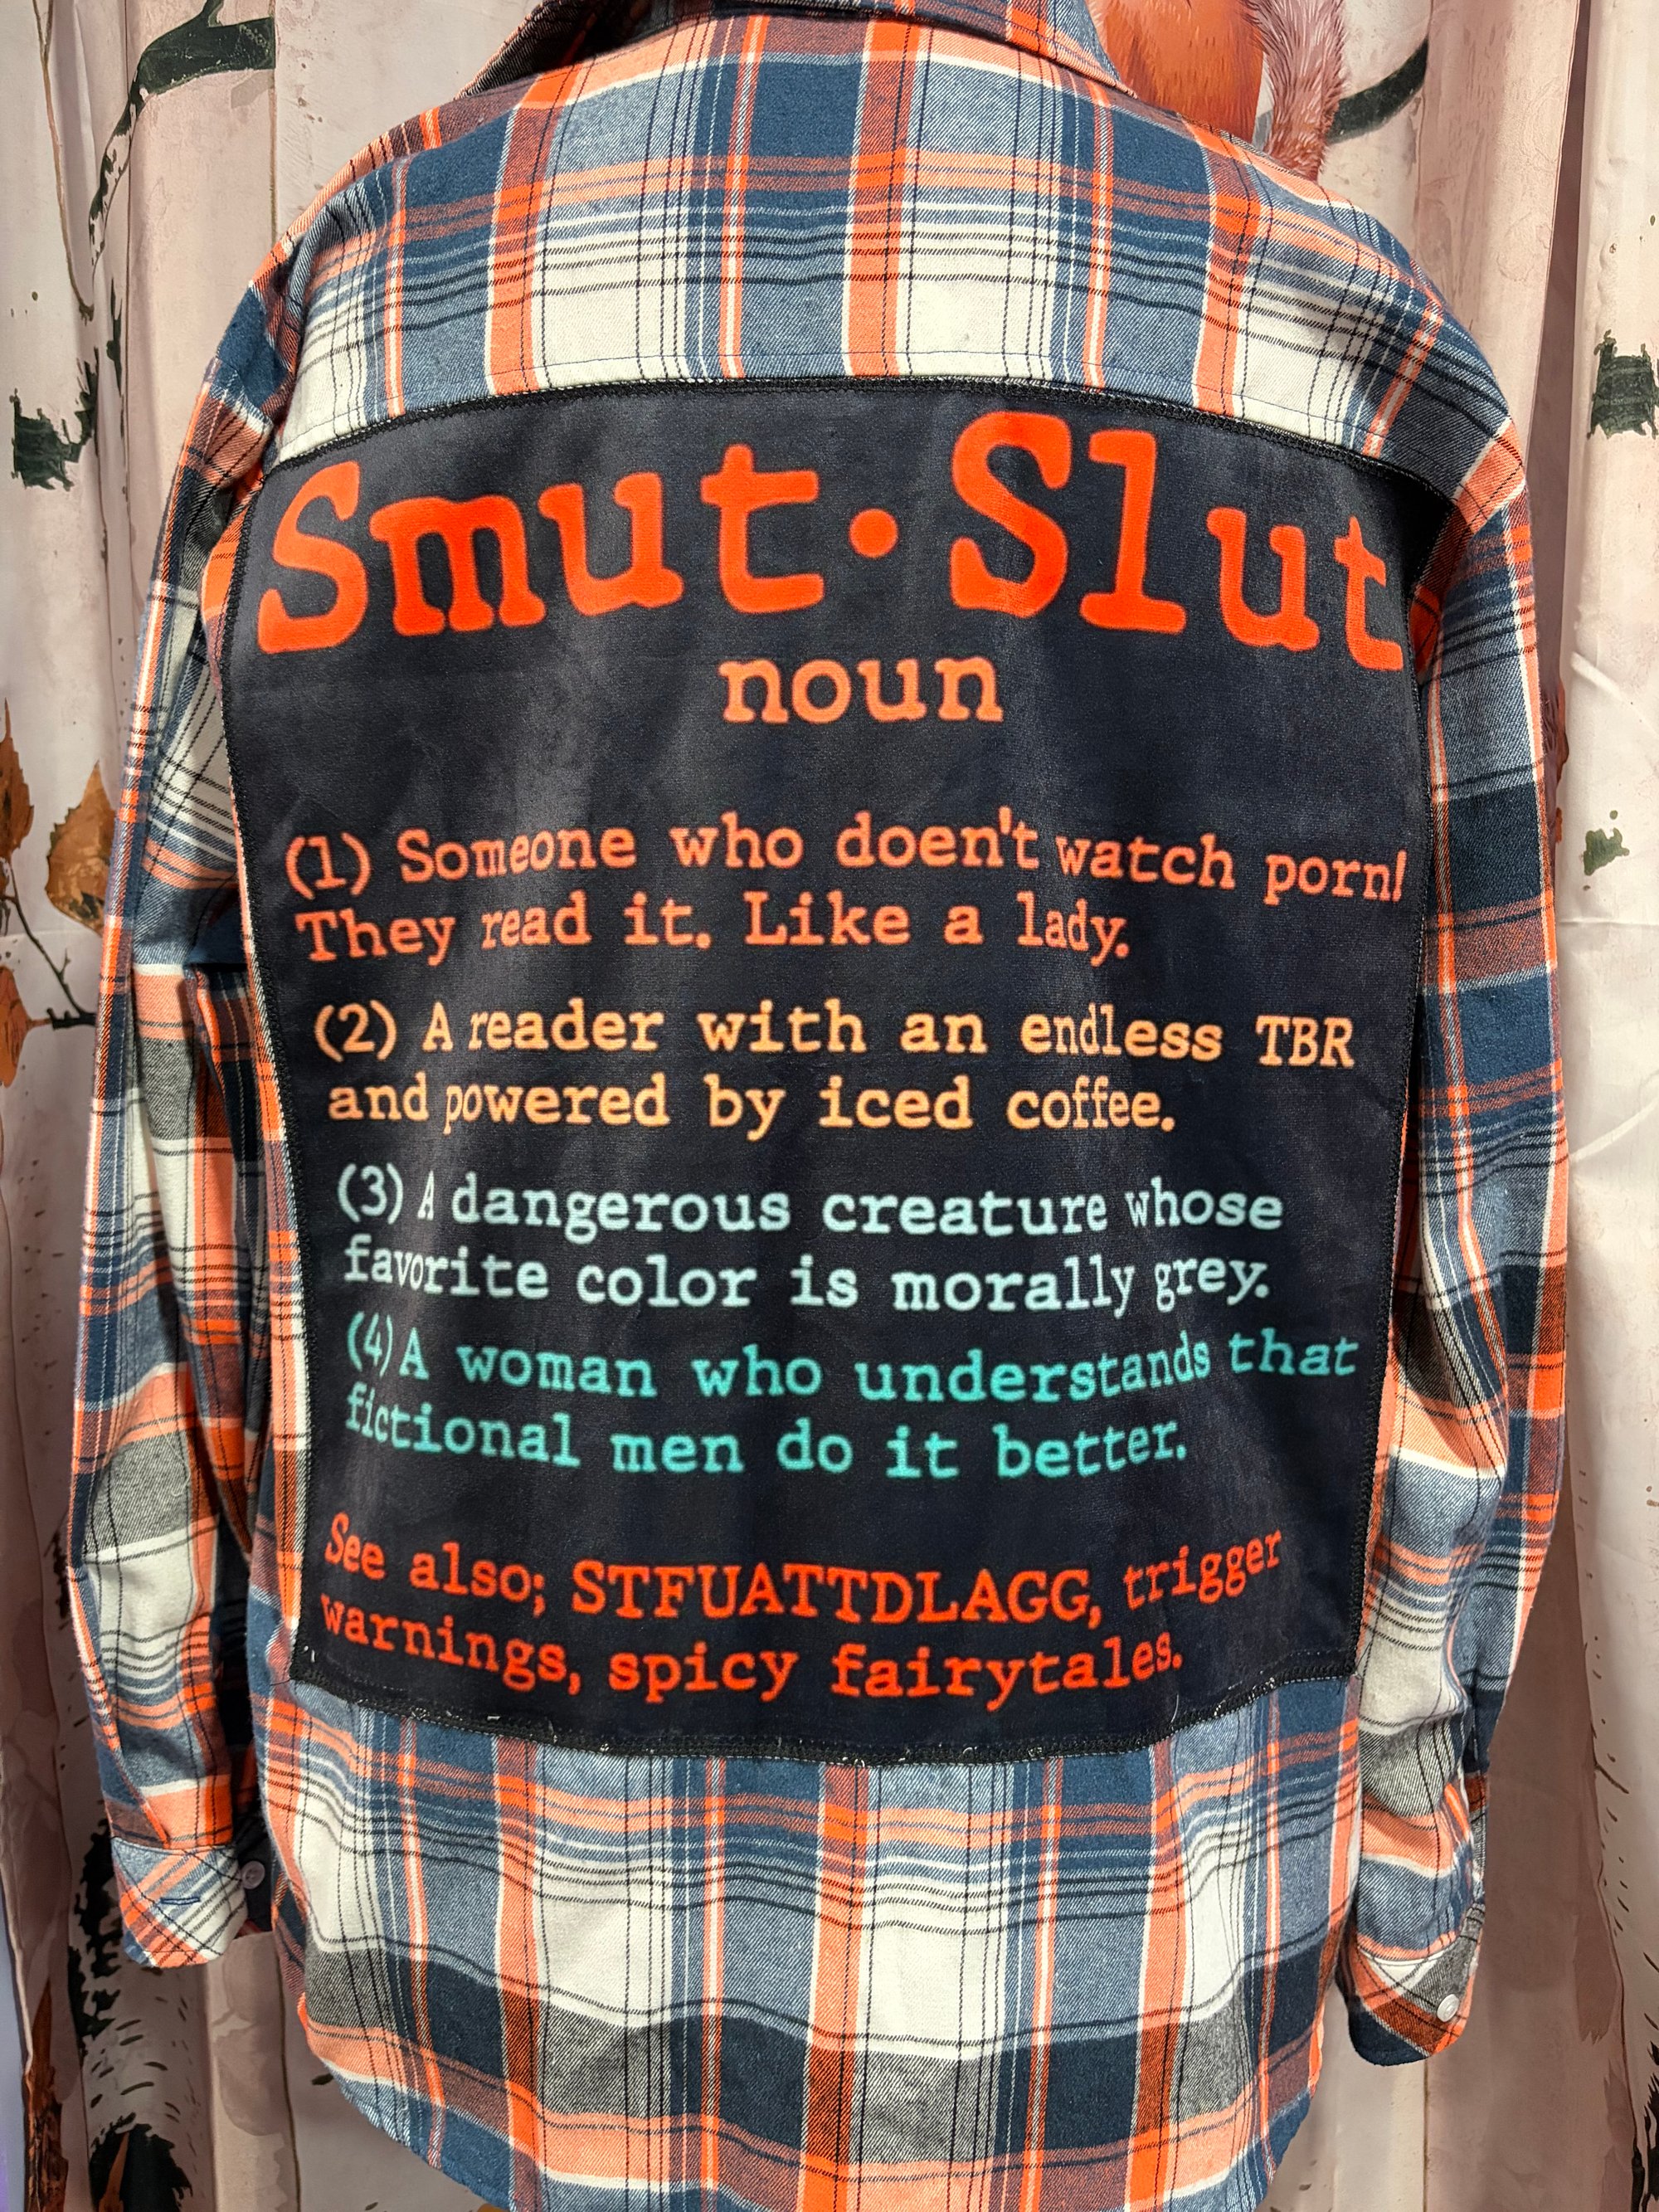 Smut·Slut
noun
(1) Someone who doen't watch porn!
They read it. Like a lady.
(2) A reader with an endless TBR
and powered by iced coffee.
(3) A dangerous creature whose
favorite color is morally grey.
(4) A woman who understands that
fictional men do it better.
See also; STFUATTDLAGG, trigger
warnings, spicy fairytales.